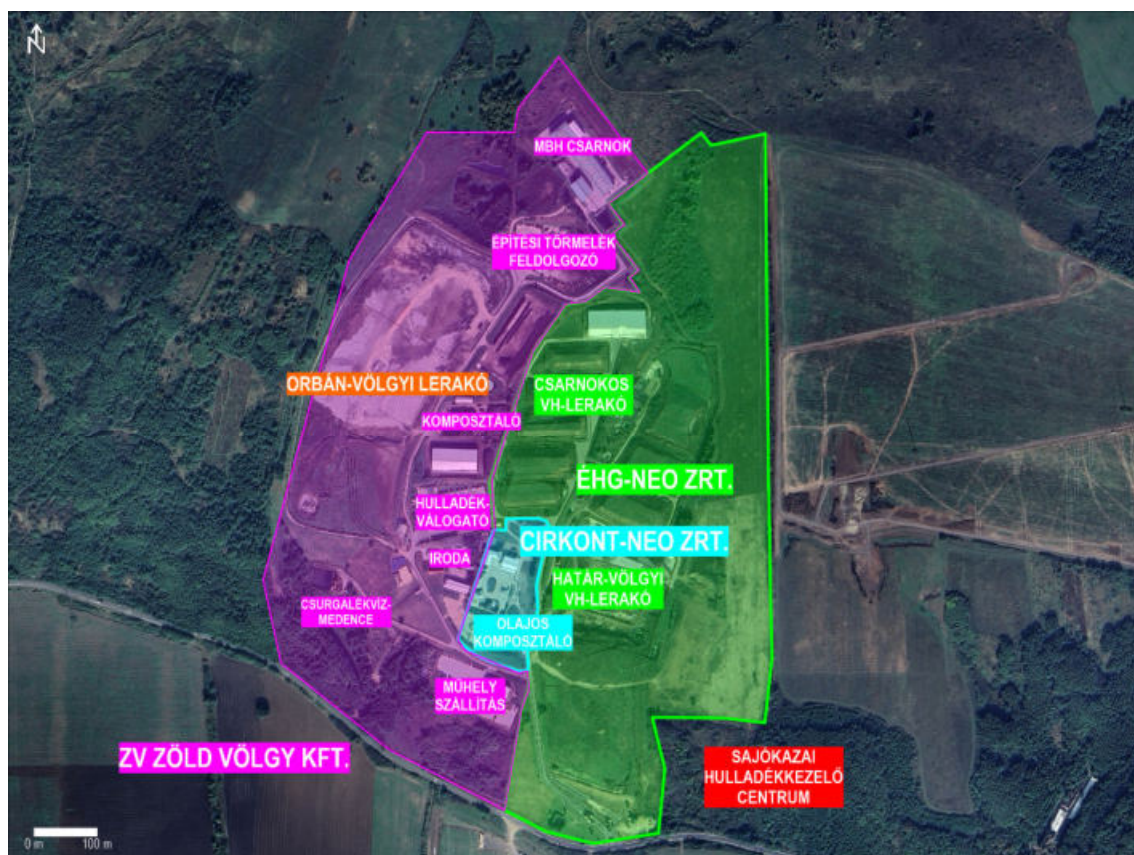 N
MBH CSARNOK
ÉPÍTÉSI TÖRMELÉK
FELDOLGOZÓ
ORBÁN-VÖLGYI LERAKÓ
CSARNOKOS
VH-LERAKÓ
KOMPOSZTÁLÓ
ÉHG-NEO ZRT.
HULLADÉK-
VÁLOGATÓ
CIRKONT-NEO ZRT.
IRODA
HATÁR-VÖLGYI
VH-LERAKÓ
CSURGALÉKVÍZ-
MEDENCE
OLAJOS
KOMPOSZTÁLÓ
MŰHELY
SZÁLLÍTÁS
ZV ZÖLD VÖLGY KFT.
SAJÓKAZAI
HULLADÉKKEZELŐ
CENTRUM
0 m 100 m